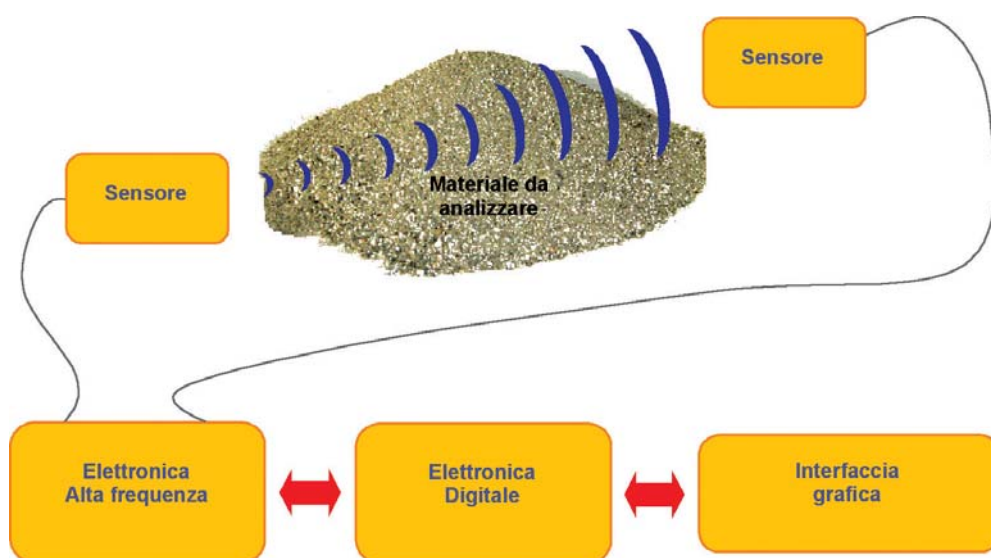 Sensore
Sensore
Materiale da
analizzare
Elettronica
Alta frequenza
Elettronica
Digitale
Interfaccia
grafica